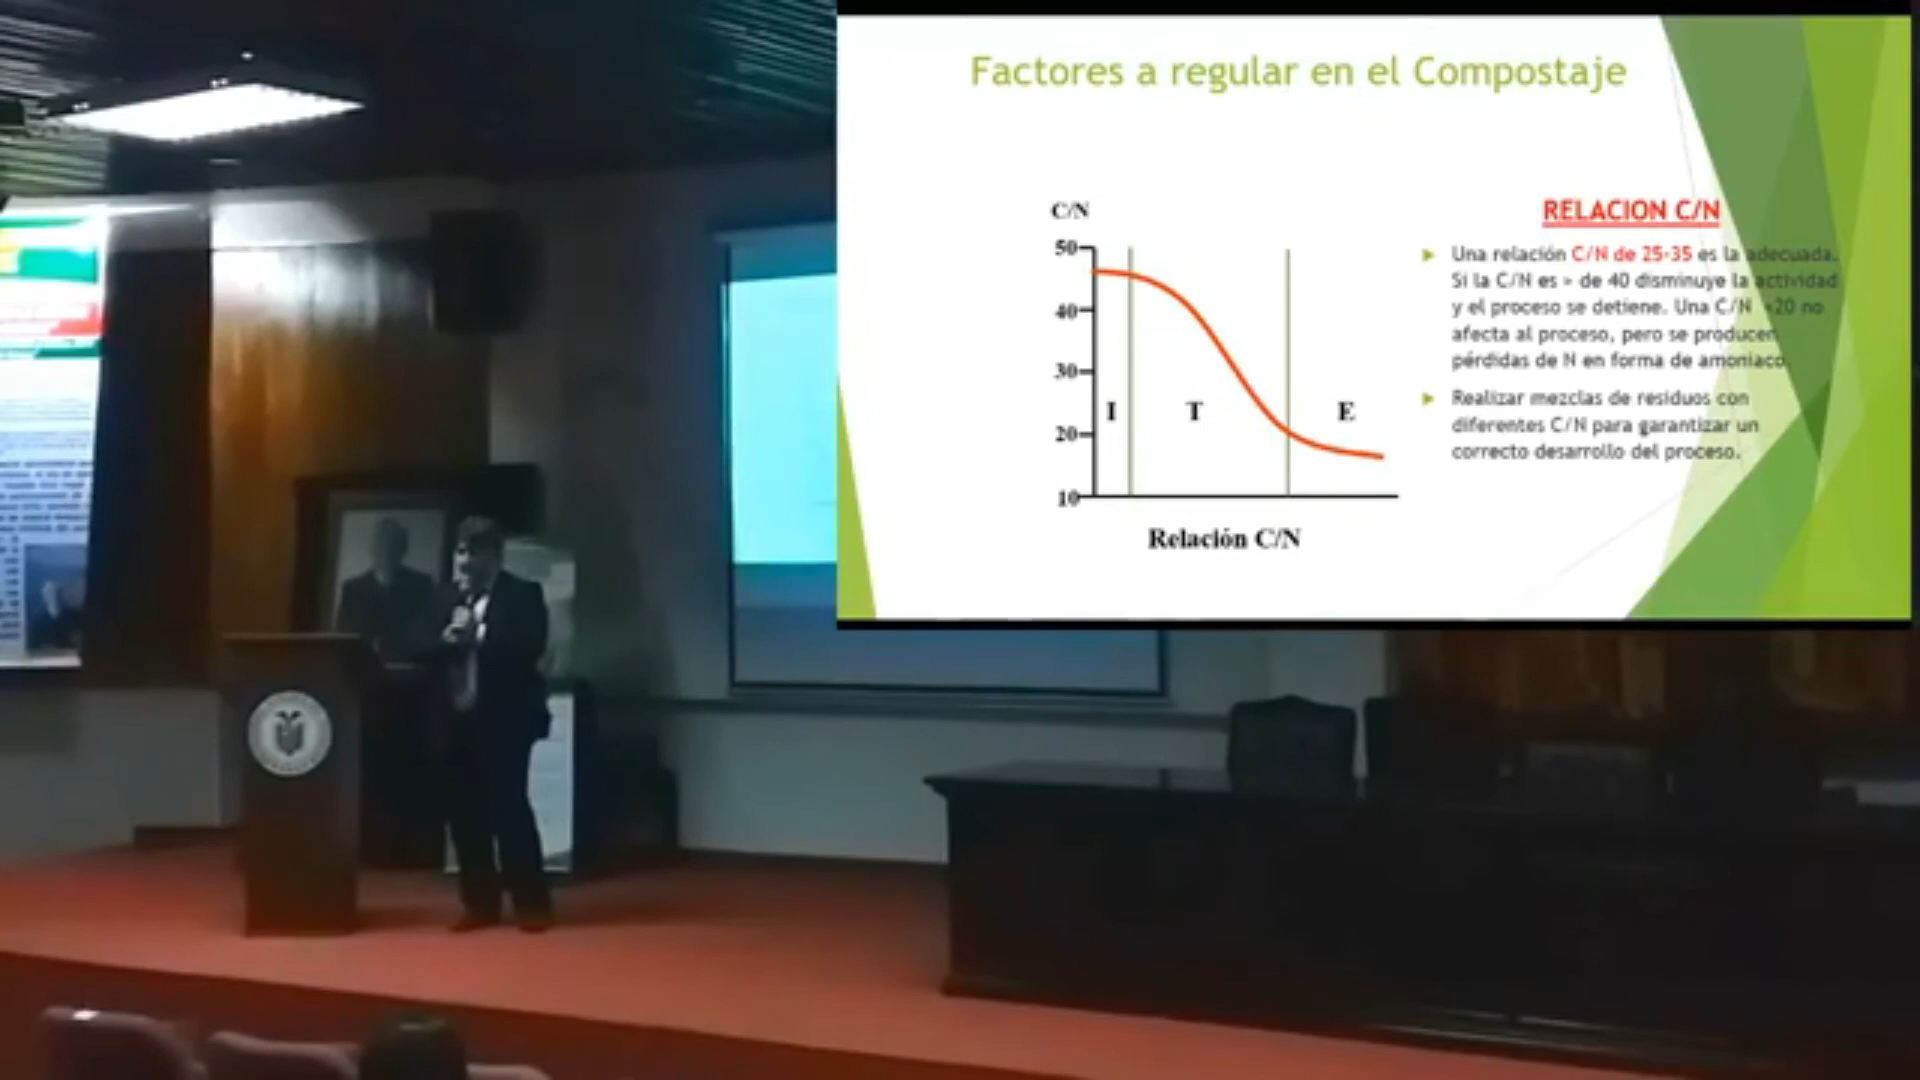 Factores a regular en el Compostaje
C/N
50
40
30
20
10
I
T
E
Relación C/N
RELACION C/N
Una relación C/N de 25-35 es la adecuada.
Si la C/N es > de 40 disminuye la actividad
y el proceso se detiene. Una C/N <20 no
afecta al proceso, pero se producen
pérdidas de N en forma de amoniaco.
Realizar mezclas de residuos con
diferentes C/N para garantizar un
correcto desarrollo del proceso.